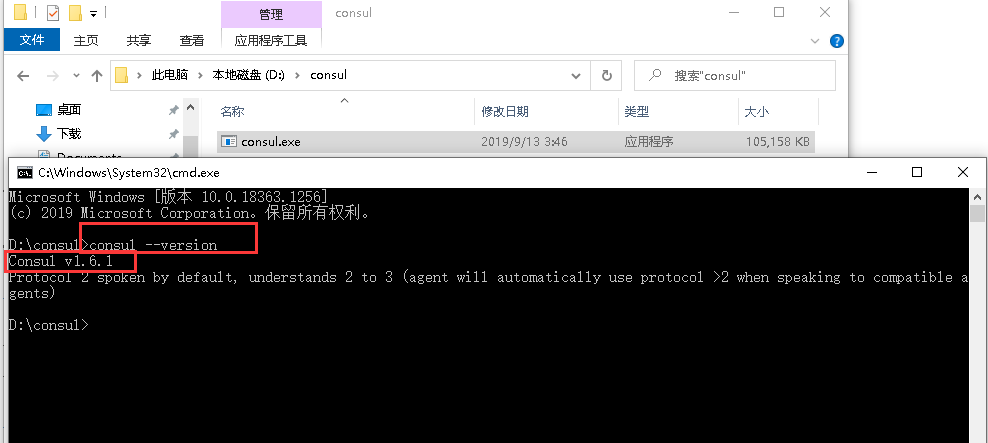 管理
consul
文件
主页
共享
查看
应用程序工具
此电脑 > 本地磁盘 (D:) > consul
搜索"consul"
桌面
下载
Documents
名称
修改日期
类型
大小
consul.exe
2019/9/13 3:46
应用程序
105,158 KB
C:\Windows\System32\cmd.exe
Microsoft Windows [版本 10.0.18363.1256]
(c) 2019 Microsoft Corporation。保留所有权利。
D:\consul>consul --version
Consul v1.6.1
Protocol 2 spoken by default, understands 2 to 3 (agent will automatically use protocol >2 when speaking to compatible a
gents)
D:\consul>